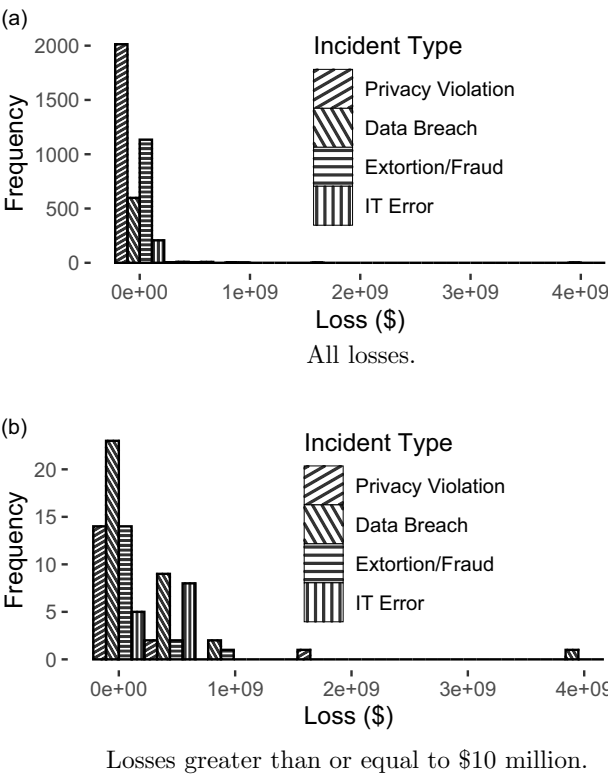 (a)
Incident Type
Privacy Violation
Data Breach
Extortion/Fraud
IT Error
Frequency
2000
1500
1000
500
0
0e+00 1e+09 2e+09 3e+09 4e+09
Loss ($)
All losses.
(b)
Incident Type
Privacy Violation
Data Breach
Extortion/Fraud
IT Error
Frequency
20
15
10
5
0
0e+00 1e+09 2e+09 3e+09 4e+09
Loss ($)
Losses greater than or equal to $10 million.